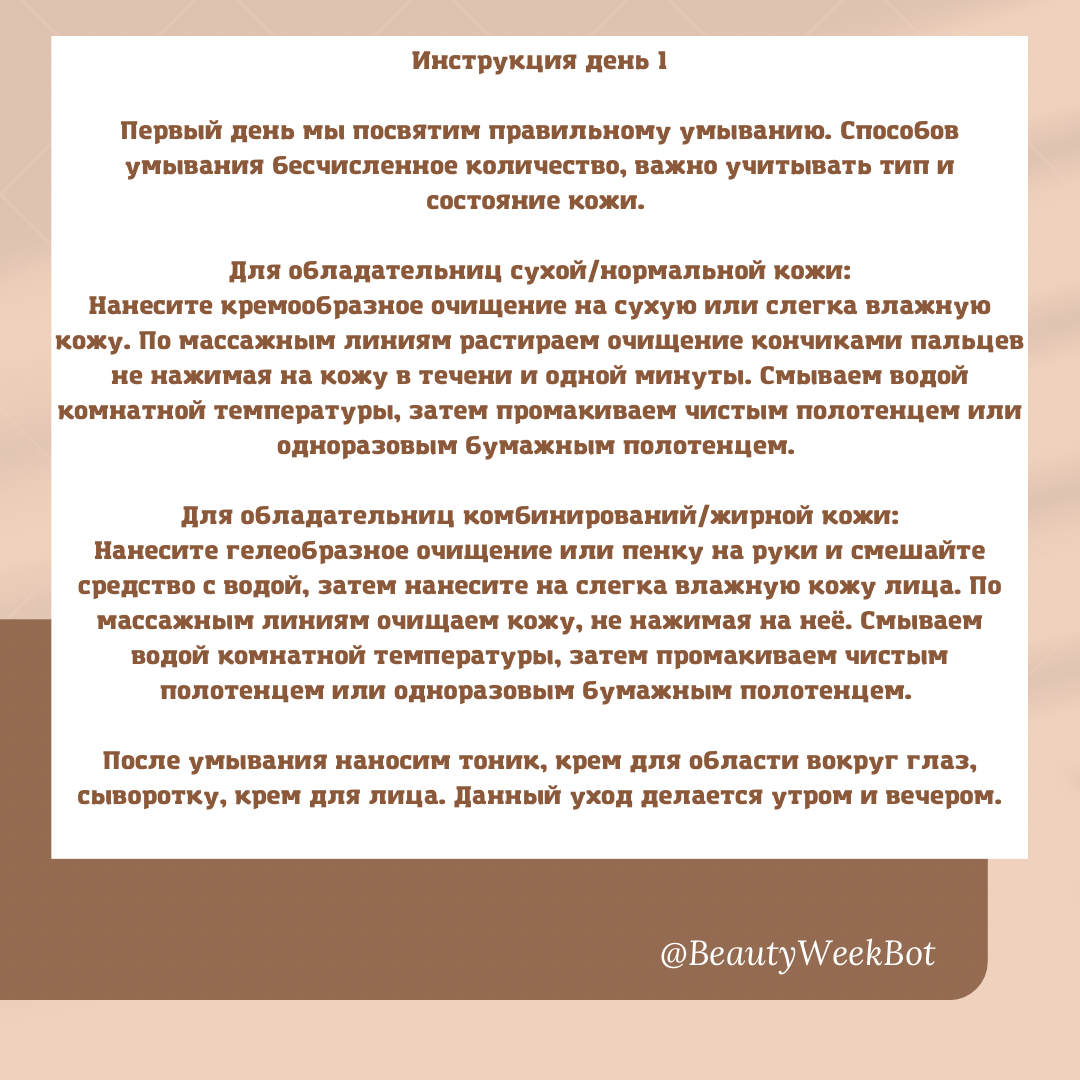 Инструкция день 1
Первый день мы посвятим правильному умыванию. Способов
умывания бесчисленное количество, важно учитывать тип и
состояние кожи.
Для обладательниц сухой/нормальной кожи:
Нанесите кремообразное очищение на сухую или слегка влажную
кожу. По массажным линиям растираем очищение кончиками пальцев
не нажимая на кожу в течени и одной минуты. Смываем водой
комнатной температуры, затем промакиваем чистым полотенцем или
одноразовым бумажным полотенцем.
Для обладательниц комбинирований/жирной кожи:
Нанесите гелеобразное очищение или пенку на руки и смешайте
средство с водой, затем нанесите на слегка влажную кожу лица. По
массажным линиям очищаем кожу, не нажимая на неё. Смываем
водой комнатной температуры, затем промакиваем чистым
полотенцем или одноразовым бумажным полотенцем.
После умывания наносим тоник, крем для области вокруг глаз,
сыворотку, крем для лица. Данный уход делается утром и вечером.
@BeautyWeekBot